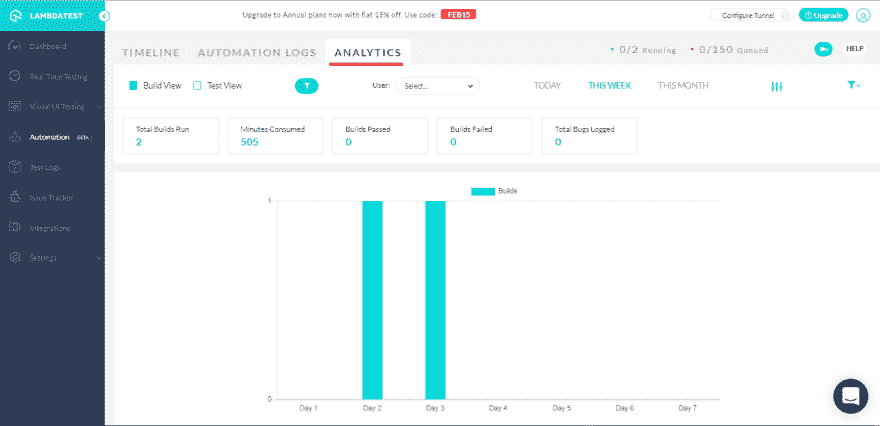 LAMBDATEST
Upgrade to Annual plans now with flat 15% off. Use code: FEB15
Configure Tunnel
Upgrade
Dashboard
Real Time Testing
Visual UI Testing
Automation BETA
Test Logs
Issue Tracker
Integrations
Settings
TIMELINE AUTOMATION LOGS ANALYTICS
0/2 Running 0/150 Queued
HELP
Build View Test View
User: Select...
TODAY THIS WEEK THIS MONTH
Total Builds Run
2
Minutes Consumed
505
Builds Passed
0
Builds Failed
0
Total Bugs Logged
0
Builds
1
0
Day 1 Day 2 Day 3 Day 4 Day 5 Day 6 Day 7